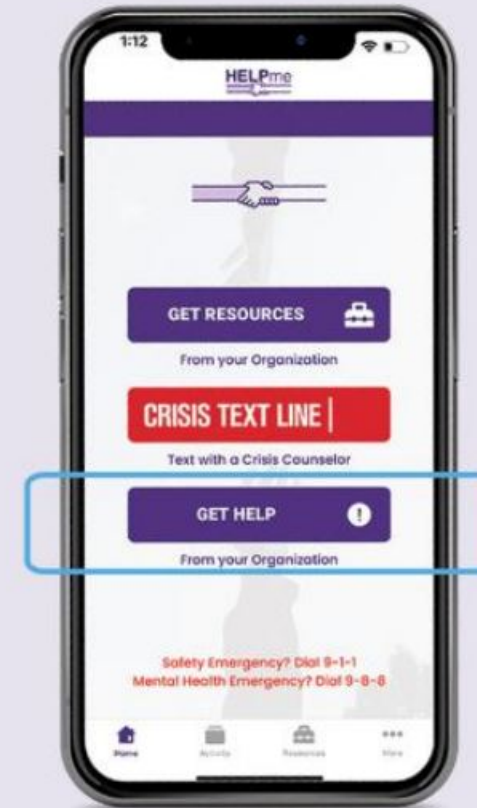 1:12
HELPme
GET RESOURCES
From your Organization
CRISIS TEXT LINE |
Text with a Crisis Counselor
GET HELP
From your Organization
Safety Emergency? Dial 9-1-1
Mental Health Emergency? Dial 9-8-8
Home Activity Resources More